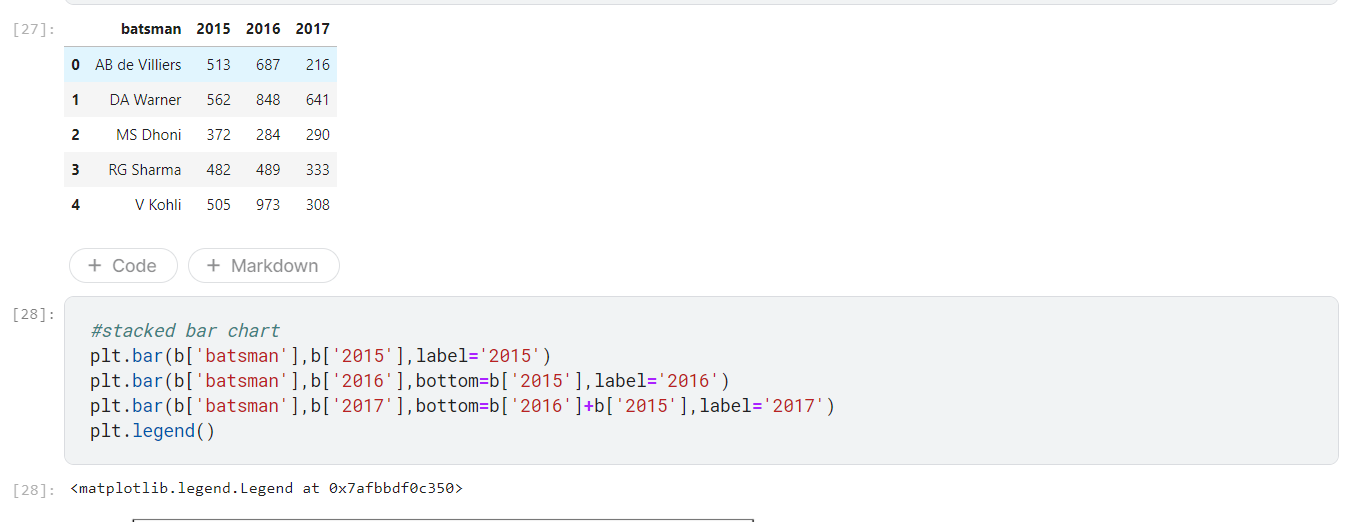 [27]:
batsman 2015 2016 2017
0 AB de Villiers 513 687 216
1 DA Warner 562 848 641
2 MS Dhoni 372 284 290
3 RG Sharma 482 489 333
4 V Kohli 505 973 308
+ Code + Markdown
[28]:
#stacked bar chart
plt.bar(b['batsman'],b['2015'],label='2015')
plt.bar(b['batsman'],b['2016'],bottom=b['2015'],label='2016')
plt.bar(b['batsman'],b['2017'],bottom=b['2016']+b['2015'],label='2017')
plt.legend()
[28]: <matplotlib.legend.Legend at 0x7afbbdf0c350>